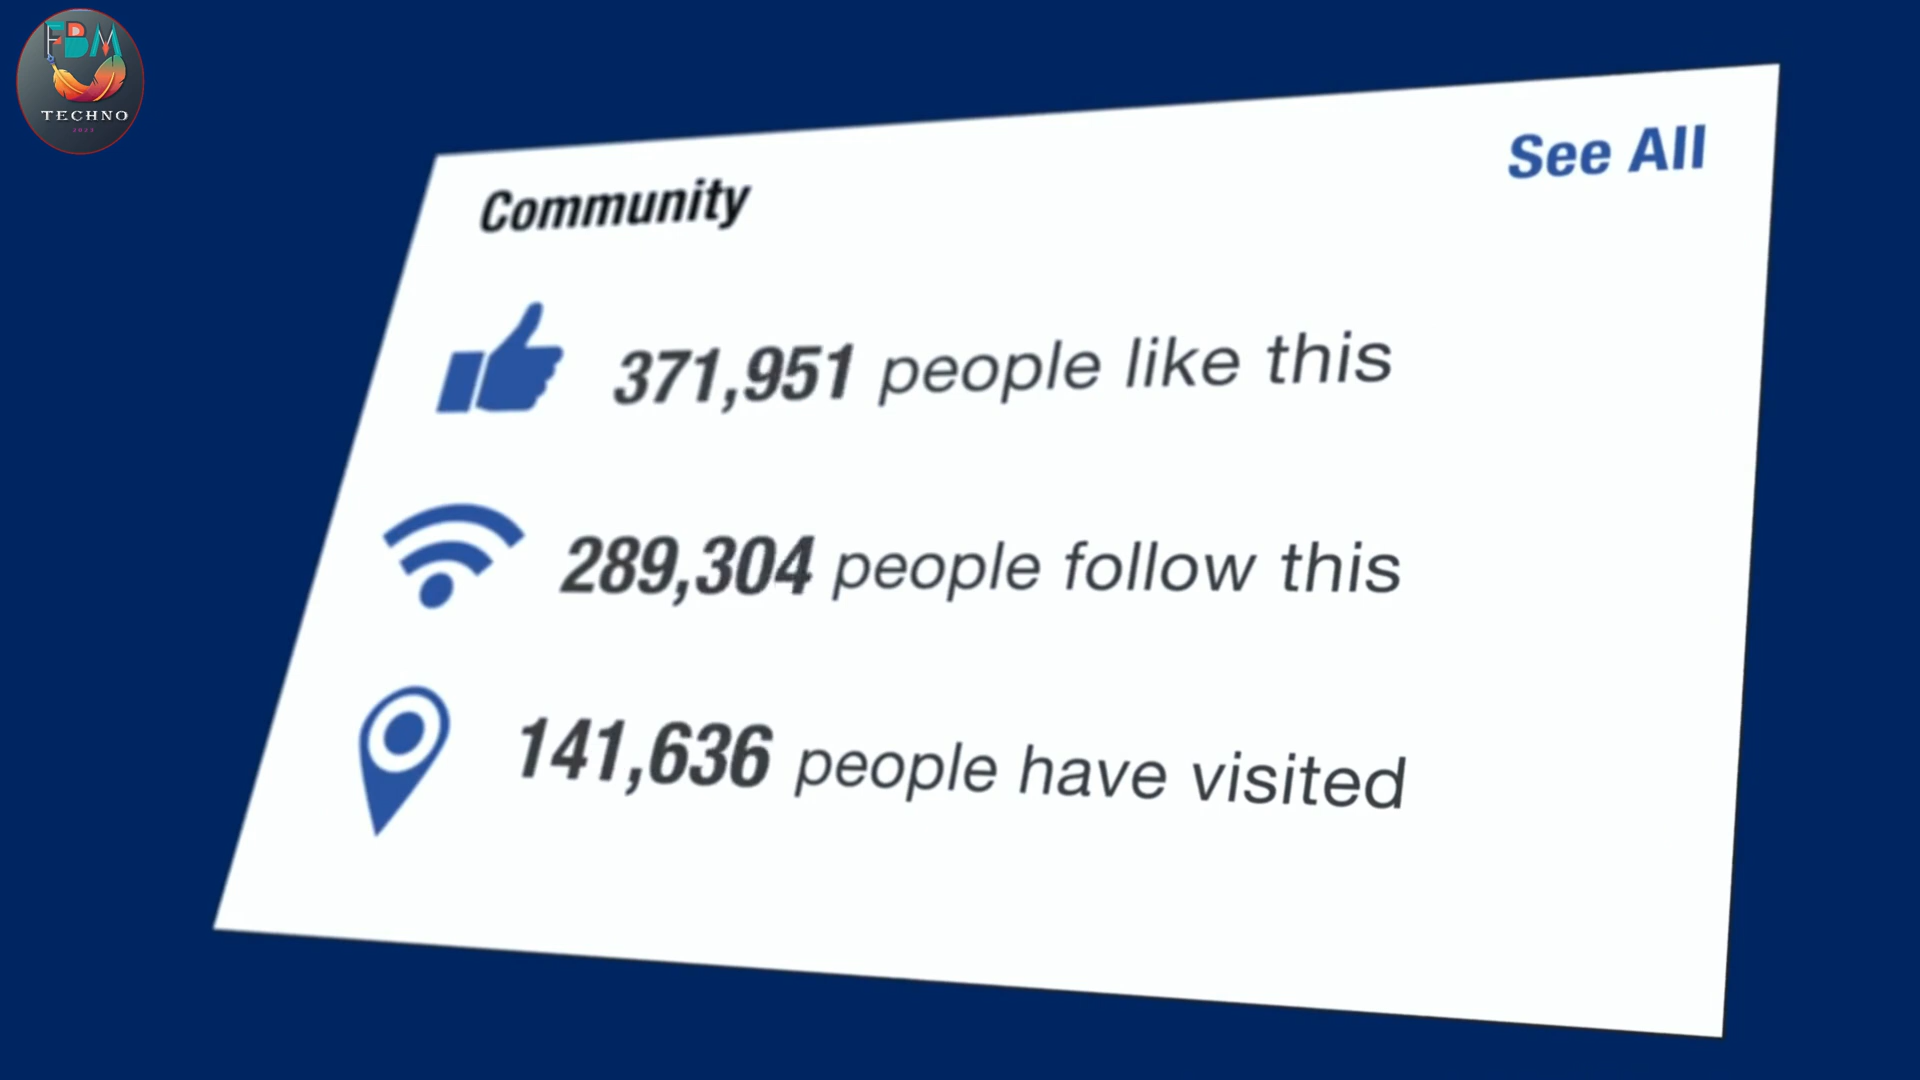 FBM
TECHNO
2023
Community
See All
371,951 people like this
289,304 people follow this
141,636 people have visited